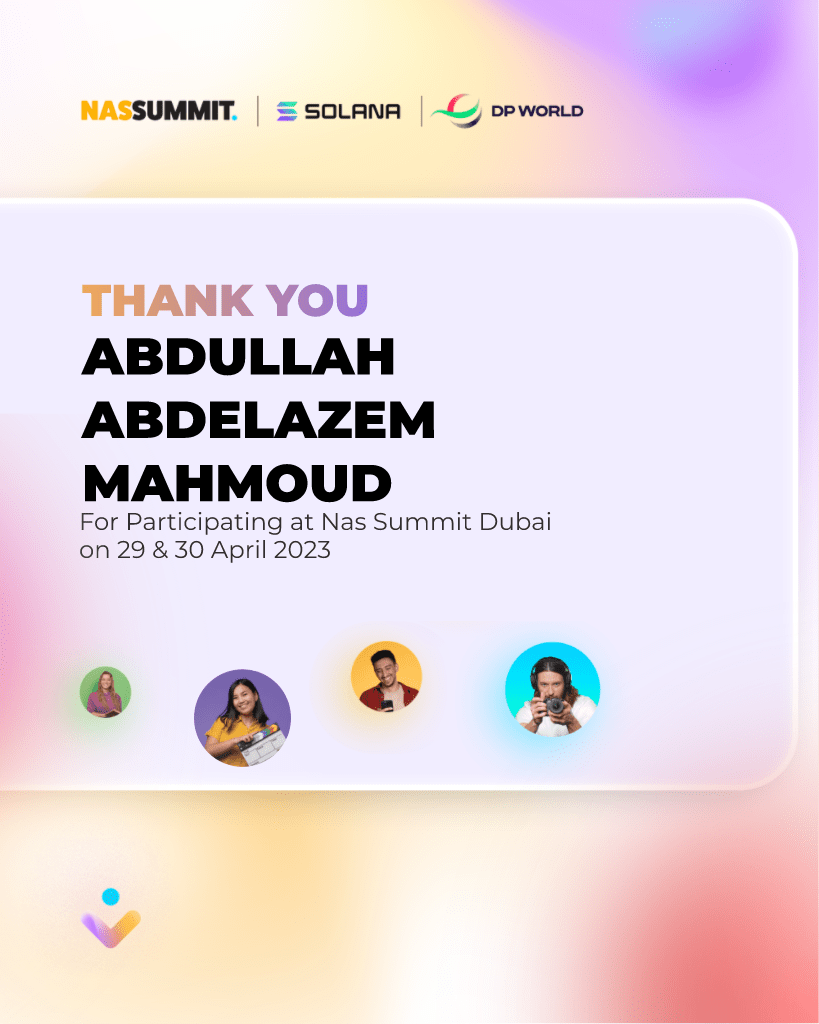 NASSUMMIT. SOLANA DP WORLD
THANK YOU
ABDULLAH
ABDELAZEM
MAHMOUD
For Participating at Nas Summit Dubai
on 29 & 30 April 2023